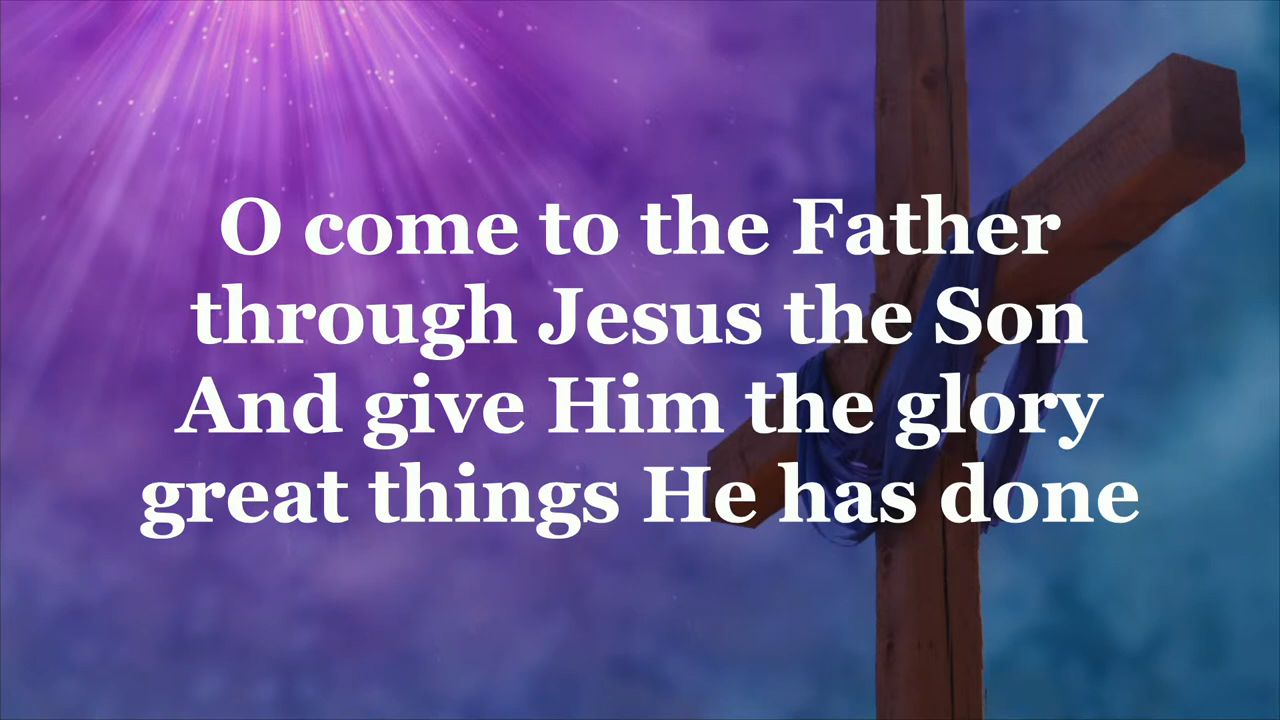 O come to the Father
through Jesus the Son
And give Him the glory
great things He has done